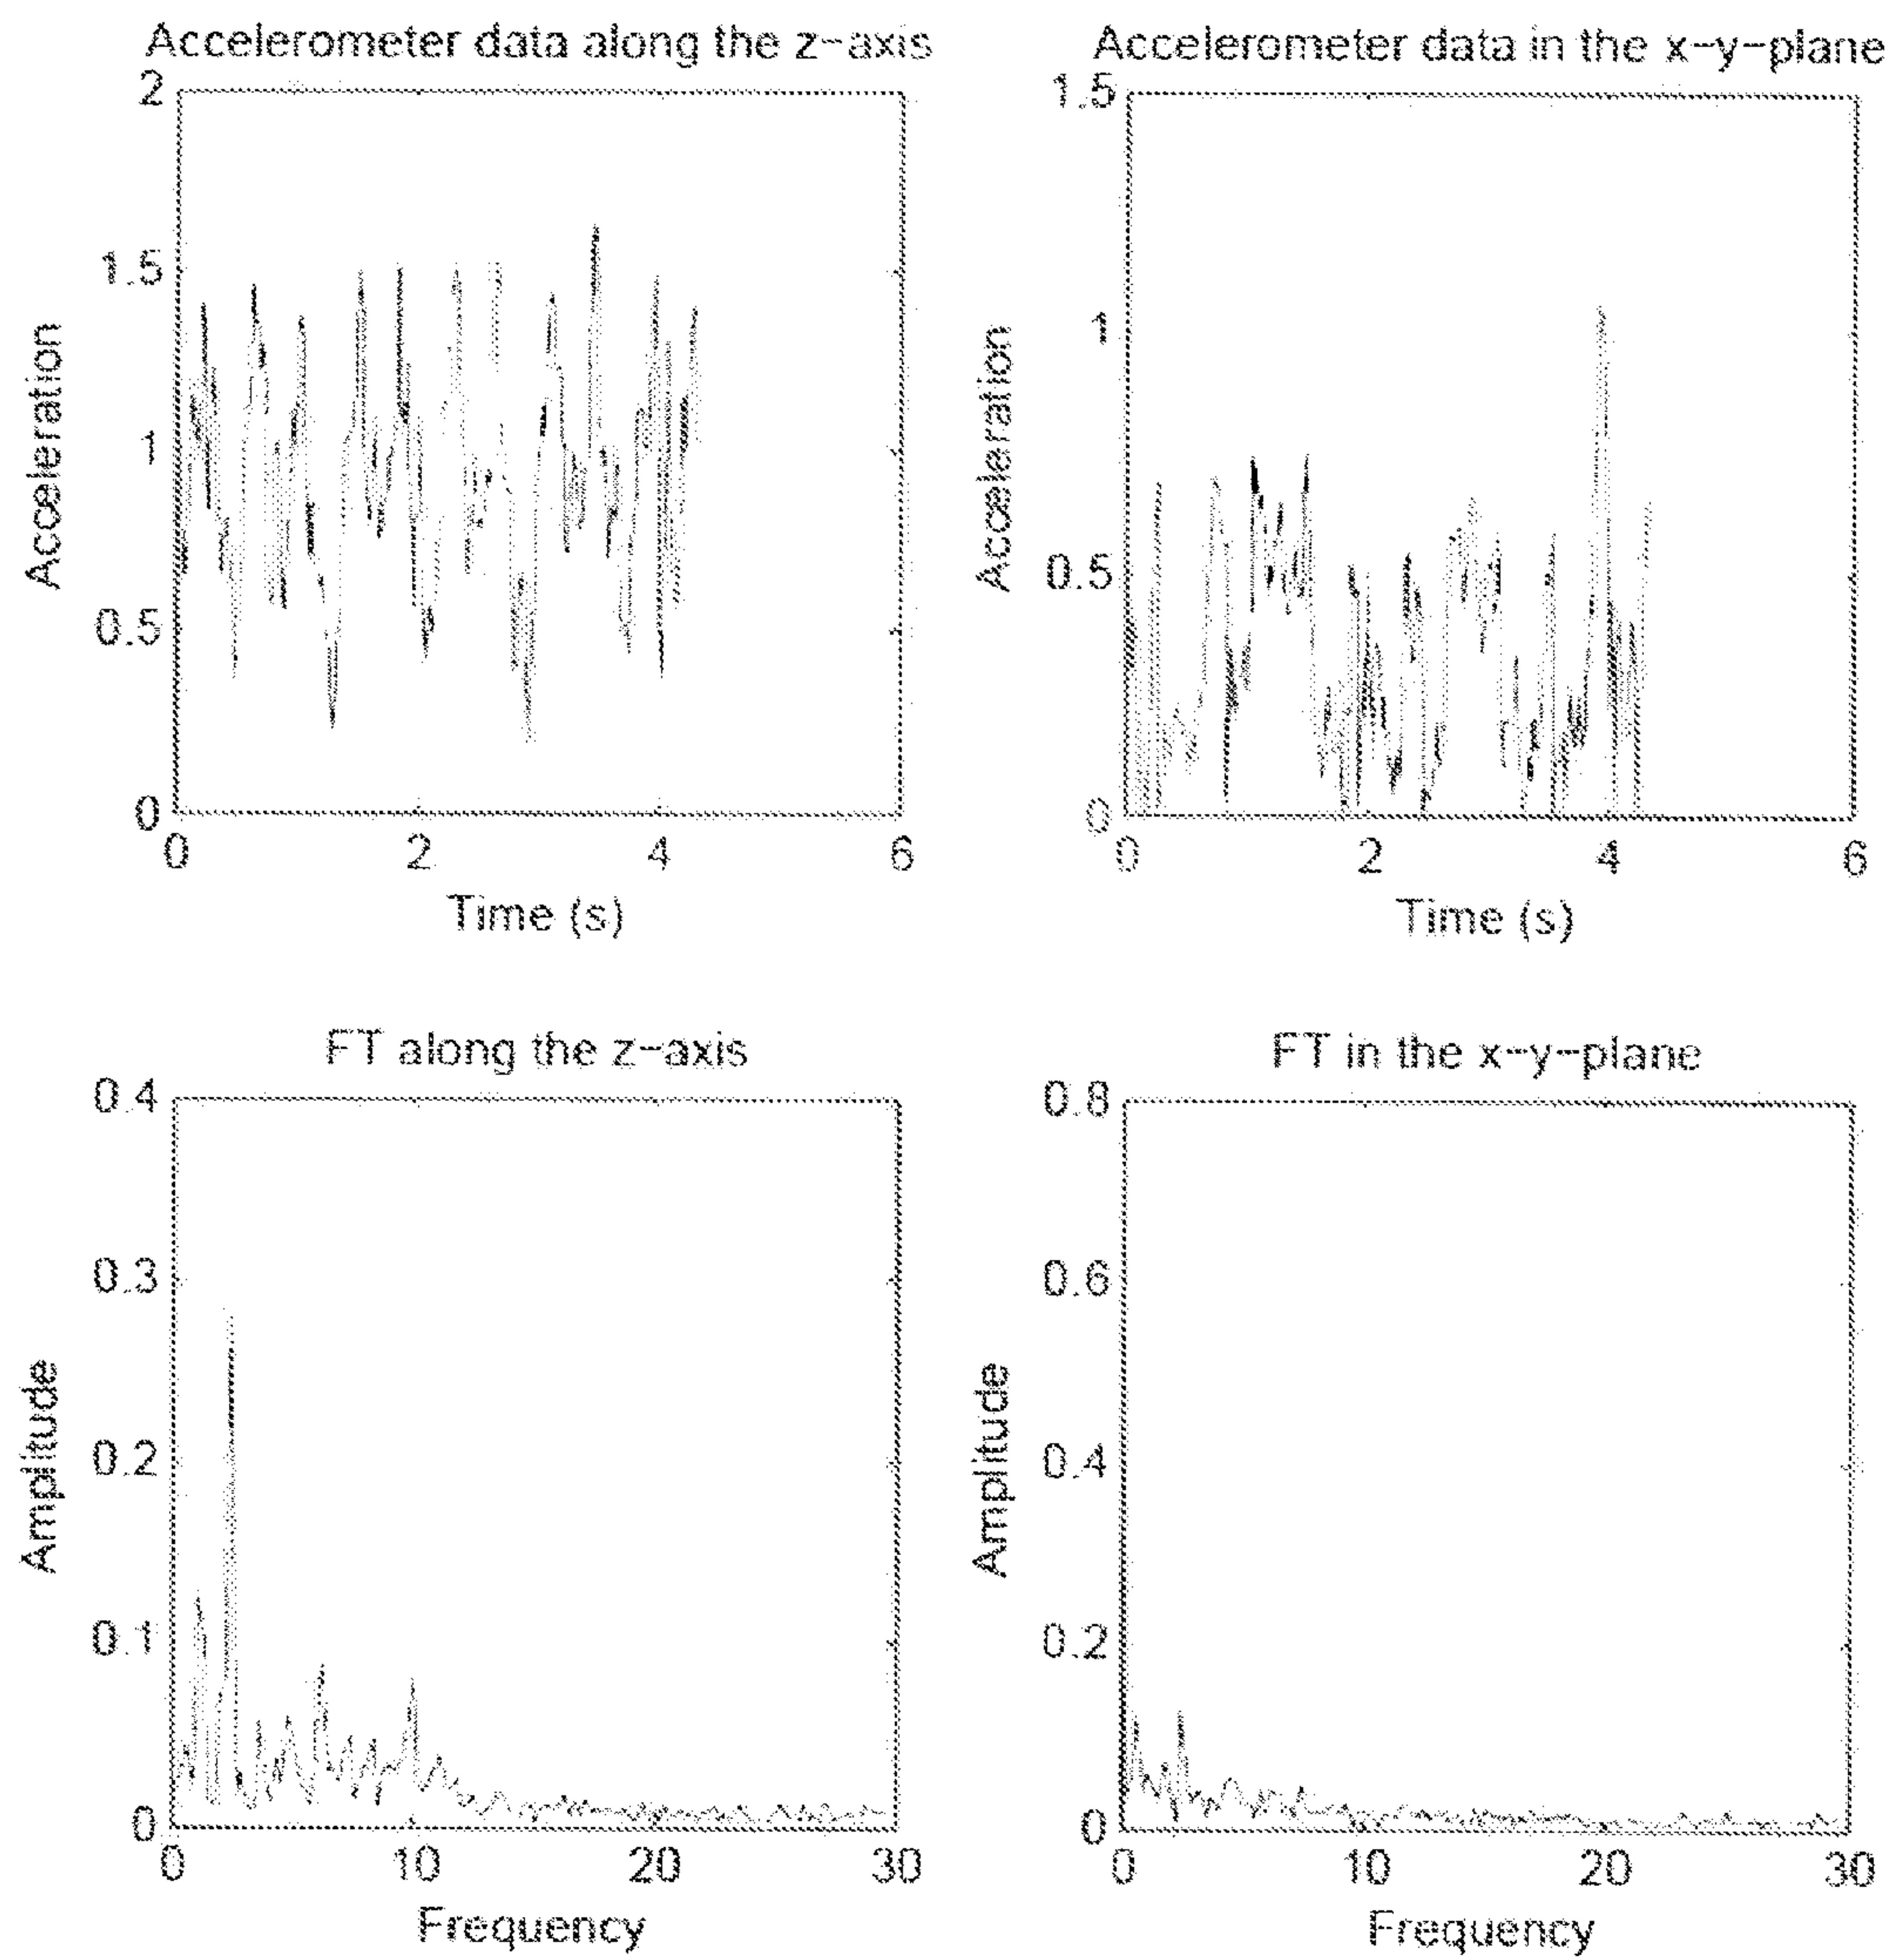 Accelerometer data along the z-axis
2
1.5
1
0.5
0
Acceleration
0 2 4 6
Time (s)
Accelerometer data in the x-y-plane
1.5
1
0.5
0
Acceleration
0 2 4 6
Time (s)
FT along the z-axis
0.4
0.3
0.2
0.1
0
Amplitude
0 10 20 30
Frequency
FT in the x-y-plane
0.8
0.6
0.4
0.2
0
Amplitude
0 10 20 30
Frequency